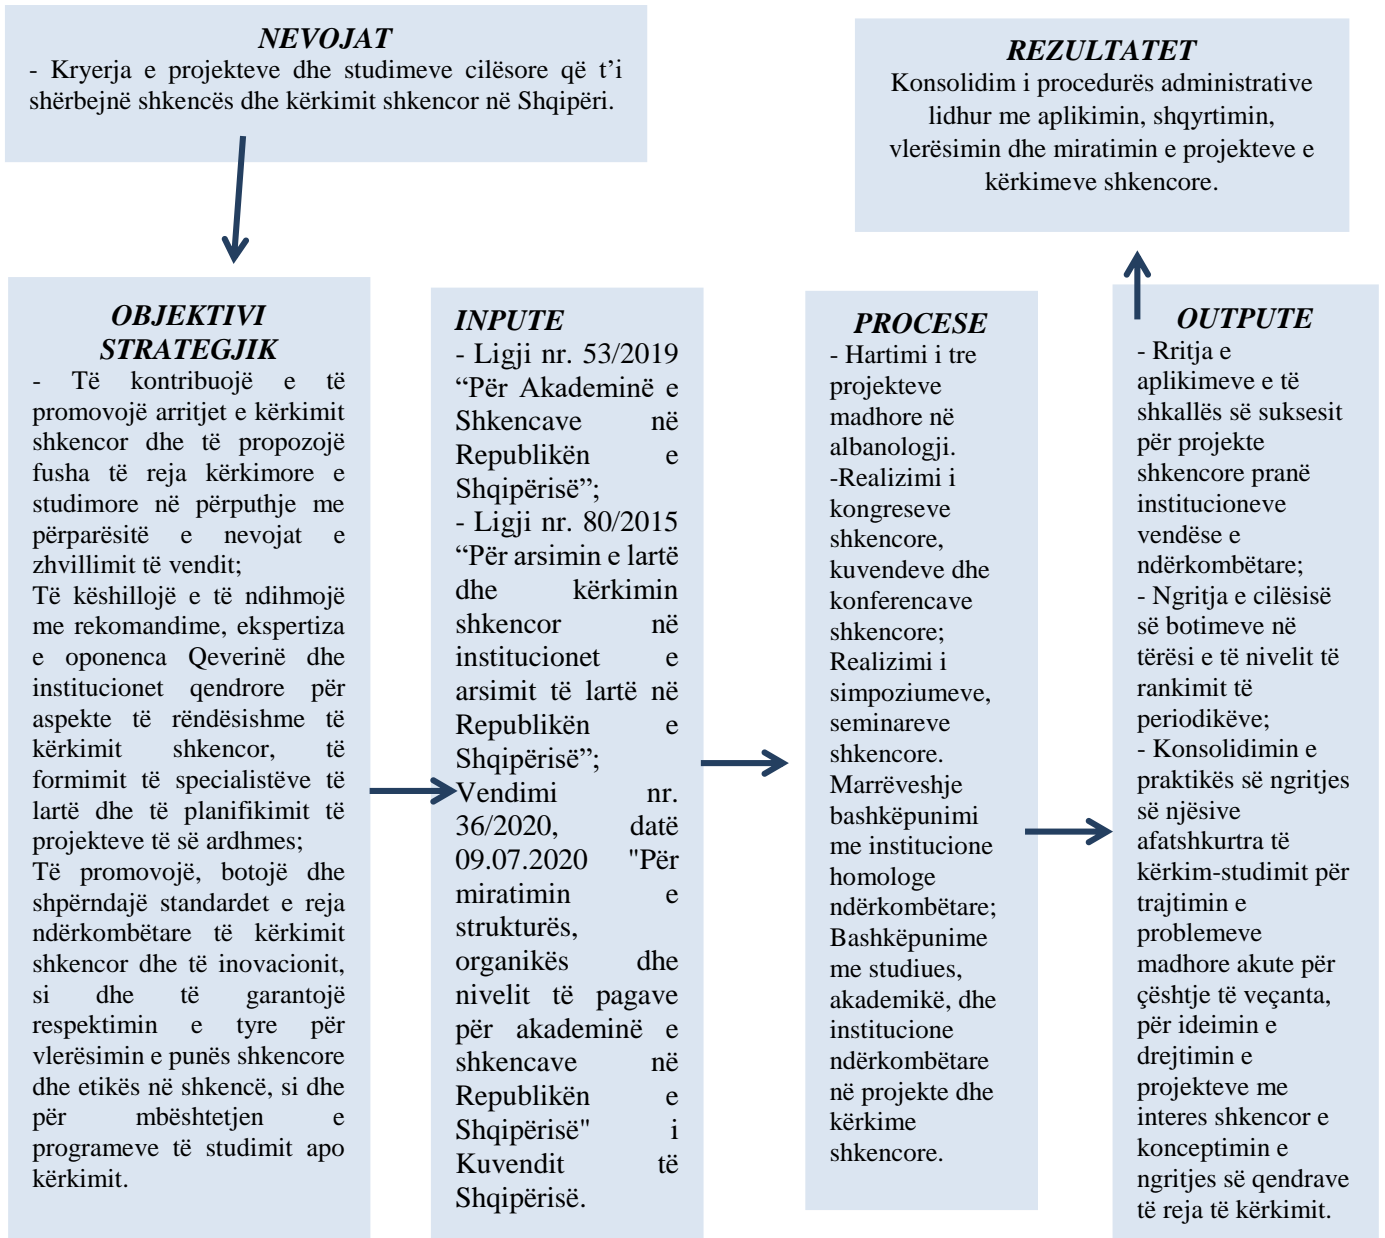 NEVOJAT
- Kryerja e projekteve dhe studimeve cilësore që t’i
shërbejnë shkencës dhe kërkimit shkencor në Shqipëri.
REZULTATET
Konsolidim i procedurës administrative
lidhur me aplikimin, shqyrtimin,
vlerësimin dhe miratimin e projekteve e
kërkimeve shkencore.
OBJEKTIVI
STRATEGJIK
- Të kontribuojë e të
promovojë arritjet e kërkimit
shkencor dhe të propozojë
fusha të reja kërkimore e
studimore në përputhje me
përparësitë e nevojat e
zhvillimit të vendit;
Të këshillojë e të ndihmojë
me rekomandime, ekspertiza
e oponenca Qeverinë dhe
institucionet qendrore për
aspekte të rëndësishme të
kërkimit shkencor, të
formimit të specialistëve të
lartë dhe të planifikimit të
projekteve të së ardhmes;
Të promovojë, botojë dhe
shpërndajë standardet e reja
ndërkombëtare të kërkimit
shkencor dhe të inovacionit,
si dhe të garantojë
respektimin e tyre për
vlerësimin e punës shkencore
dhe etikës në shkencë, si dhe
për mbështetjen e
programeve të studimit apo
kërkimit.
INPUTE
- Ligji nr. 53/2019
“Për Akademinë e
Shkencave në
Republikën e
Shqipërisë”;
- Ligji nr. 80/2015
“Për arsimin e lartë
dhe kërkimin
shkencor në
institucionet e
arsimit të lartë në
Republikën e
Shqipërisë”;
Vendimi nr.
36/2020, datë
09.07.2020 "Për
miratimin e
strukturës,
organikës dhe
nivelit të pagave
për akademinë e
shkencave në
Republikën e
Shqipërisë" i
Kuvendit të
Shqipërisë.
PROCESE
- Hartimi i tre
projekteve
madhore në
albanologji.
-Realizimi i
kongreseve
shkencore,
kuvendeve dhe
konferencave
shkencore;
Realizimi i
simpoziumeve,
seminareve
shkencore.
Marrëveshje
bashkëpunimi
me institucione
homologe
ndërkombëtare;
Bashkëpunime
me studiues,
akademikë, dhe
institucione
ndërkombëtare
në projekte dhe
kërkime
shkencore.
OUTPUTE
- Rritja e
aplikimeve e të
shkallës së suksesit
për projekte
shkencore pranë
institucioneve
vendëse e
ndërkombëtare;
- Ngritja e cilësisë
së botimeve në
tërësi e të nivelit të
rankimit të
periodikëve;
- Konsolidimin e
praktikës së ngritjes
së njësive
afatshkurtra të
kërkim-studimit për
trajtimin e
problemeve
madhore akute për
çështje të veçanta,
për ideimin e
drejtimin e
projekteve me
interes shkencor e
konceptimin e
ngritjes së qendrave
të reja të kërkimit.